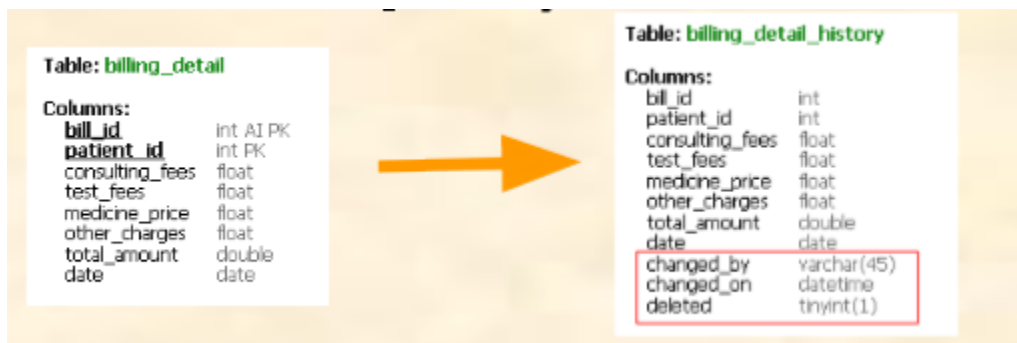 Table: billing_detail
Columns:
bill_id int AI PK
patient_id int PK
consulting_fees float
test_fees float
medicine_price float
other_charges float
total_amount double
date date
Table: billing_detail_history
Columns:
bill_id int
patient_id int
consulting_fees float
test_fees float
medicine_price float
other_charges float
total_amount double
date date
changed_by varchar(45)
changed_on datetime
deleted tinyint(1)